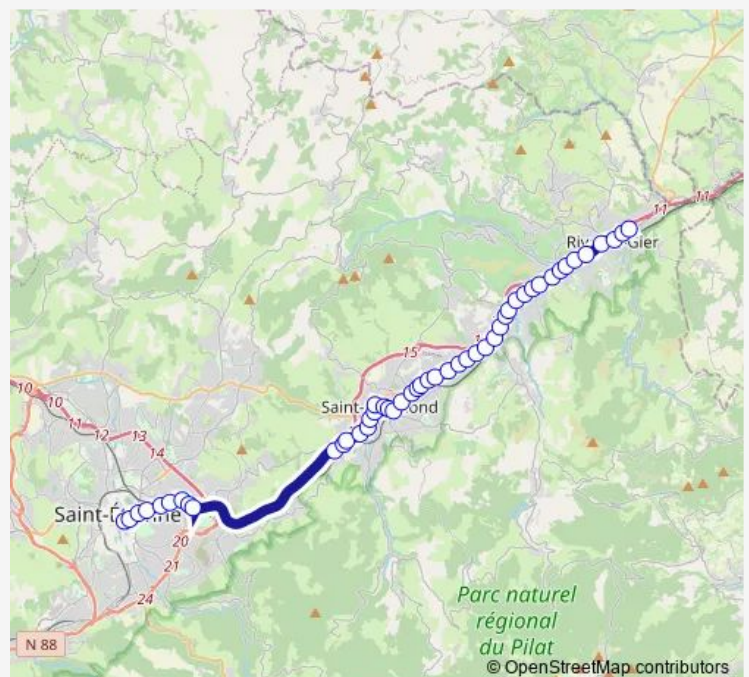 11
11
Rive-de-Gier
15
Saint-Chamond
10
10
11
12
13
14
Saint-Étienne
20
21
24
N 88
Parc naturel
régional
du Pilat
© OpenStreetMap contributors